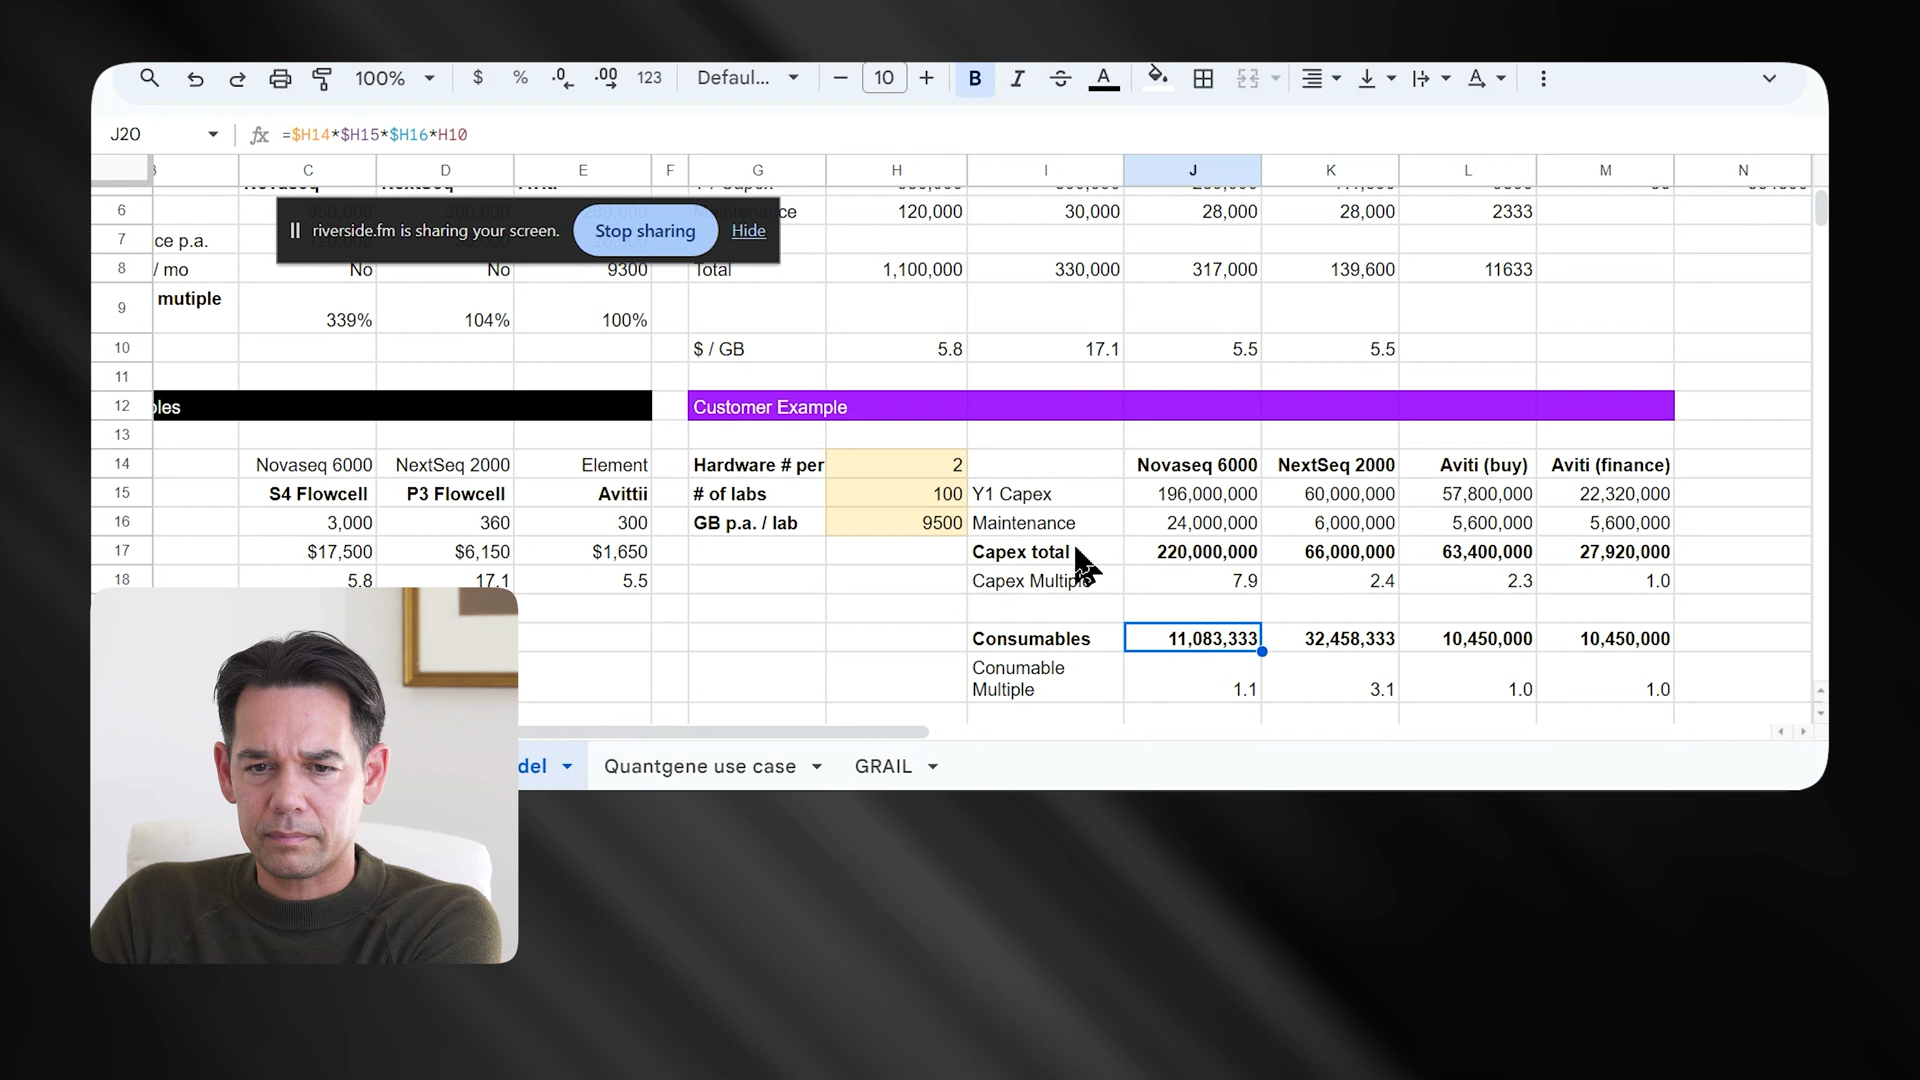 100% $ % .0 .00 123 Defaul... − 10 + B I A A
J20 fx =$H14*$H15*$H16*H10
C D E F G H I J K L M N
6 120,000 30,000 28,000 28,000 2333
riverside.fm is sharing your screen. Stop sharing Hide
7 ce p.a.
8 / mo No No 9300 Total 1,100,000 330,000 317,000 139,600 11633
9 mutiple 339% 104% 100%
10 $ / GB 5.8 17.1 5.5 5.5
11
12 ples Customer Example
13
14 Novaseq 6000 NextSeq 2000 Element Hardware # per 2 Novaseq 6000 NextSeq 2000 Aviti (buy) Aviti (finance)
15 S4 Flowcell P3 Flowcell Avittii # of labs 100 Y1 Capex 196,000,000 60,000,000 57,800,000 22,320,000
16 3,000 360 300 GB p.a. / lab 9500 Maintenance 24,000,000 6,000,000 5,600,000 5,600,000
17 $17,500 $6,150 $1,650 Capex total 220,000,000 66,000,000 63,400,000 27,920,000
18 5.8 17.1 5.5 Capex Multiple 7.9 2.4 2.3 1.0
Consumables 11,083,333 32,458,333 10,450,000 10,450,000
Conumable
Multiple 1.1 3.1 1.0 1.0
del Quantgene use case GRAIL